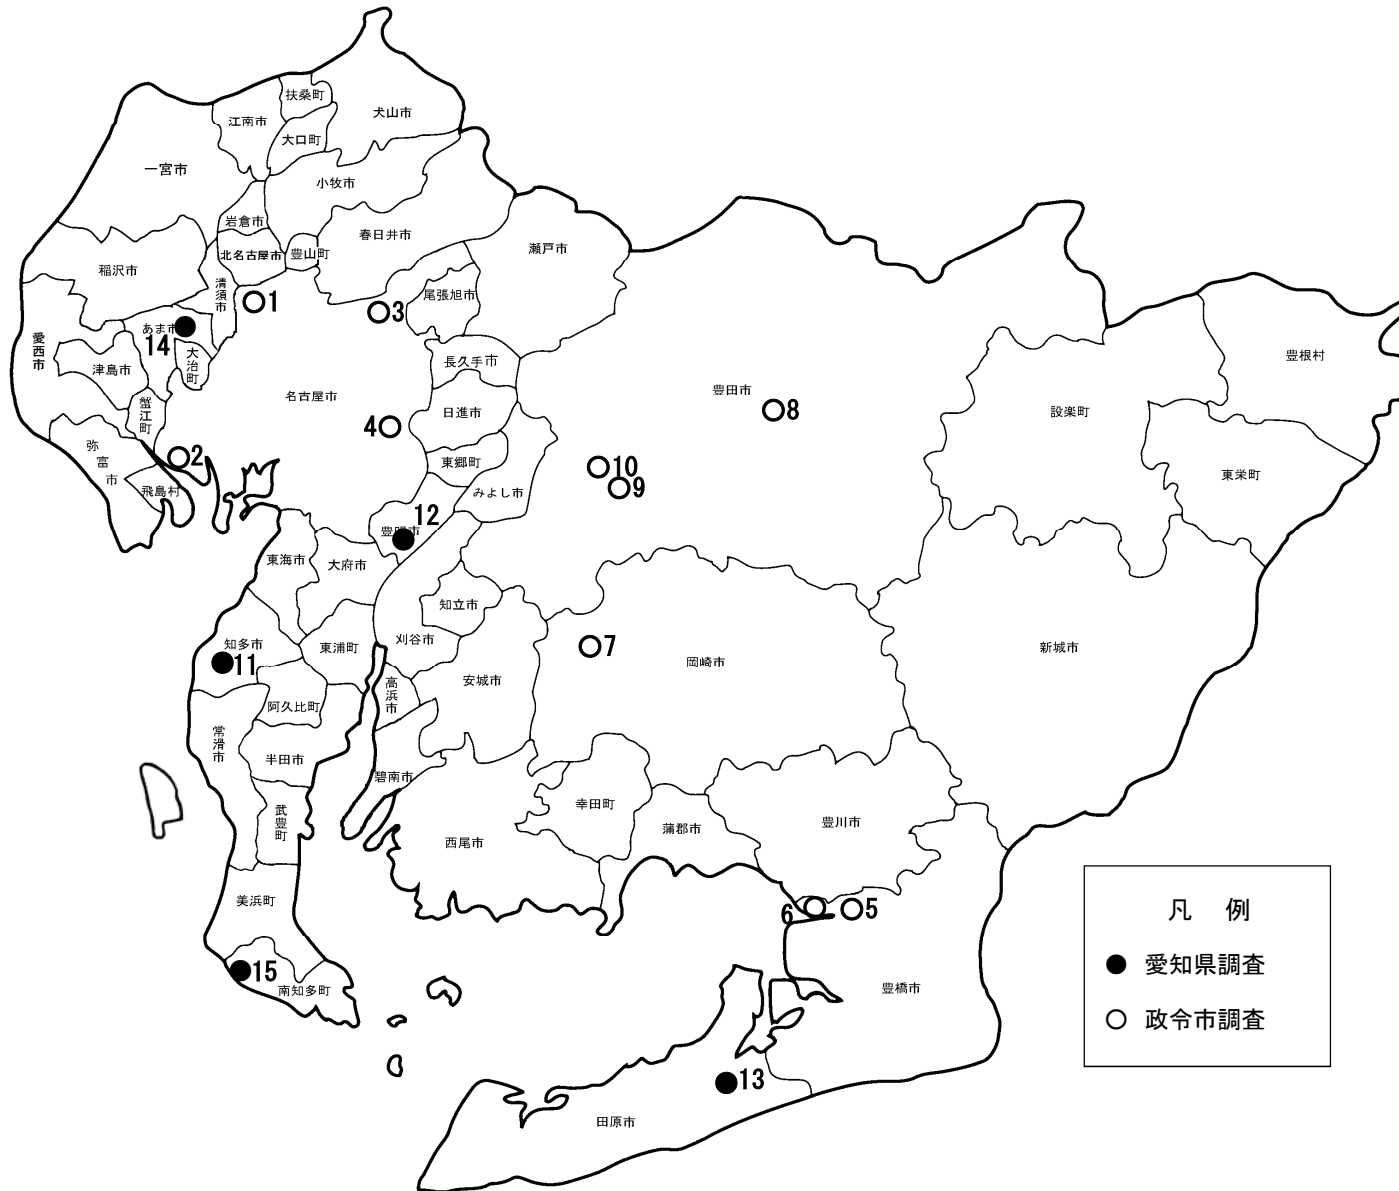 扶桑町
犬山市
江南市
大口町
一宮市
小牧市
岩倉市
春日井市
瀬戸市
北名古屋市
豊山町
稲沢市
清須市
尾張旭市
1
3
あま市
14
愛西市
大治町
津島市
長久手市
豊根村
名古屋市
豊田市
8
設楽町
蟹江町
日進市
4
弥富市
2
東郷町
10
9
東栄町
飛島村
みよし市
12
豊明市
東海市
大府市
知立市
知多市
11
東浦町
刈谷市
7
岡崎市
新城市
高浜市
安城市
阿久比町
常滑市
半田市
碧南市
武豊町
幸田町
蒲郡市
豊川市
西尾市
美浜町
6
5
15
南知多町
豊橋市
13
田原市
凡 例
愛知県調査
政令市調査